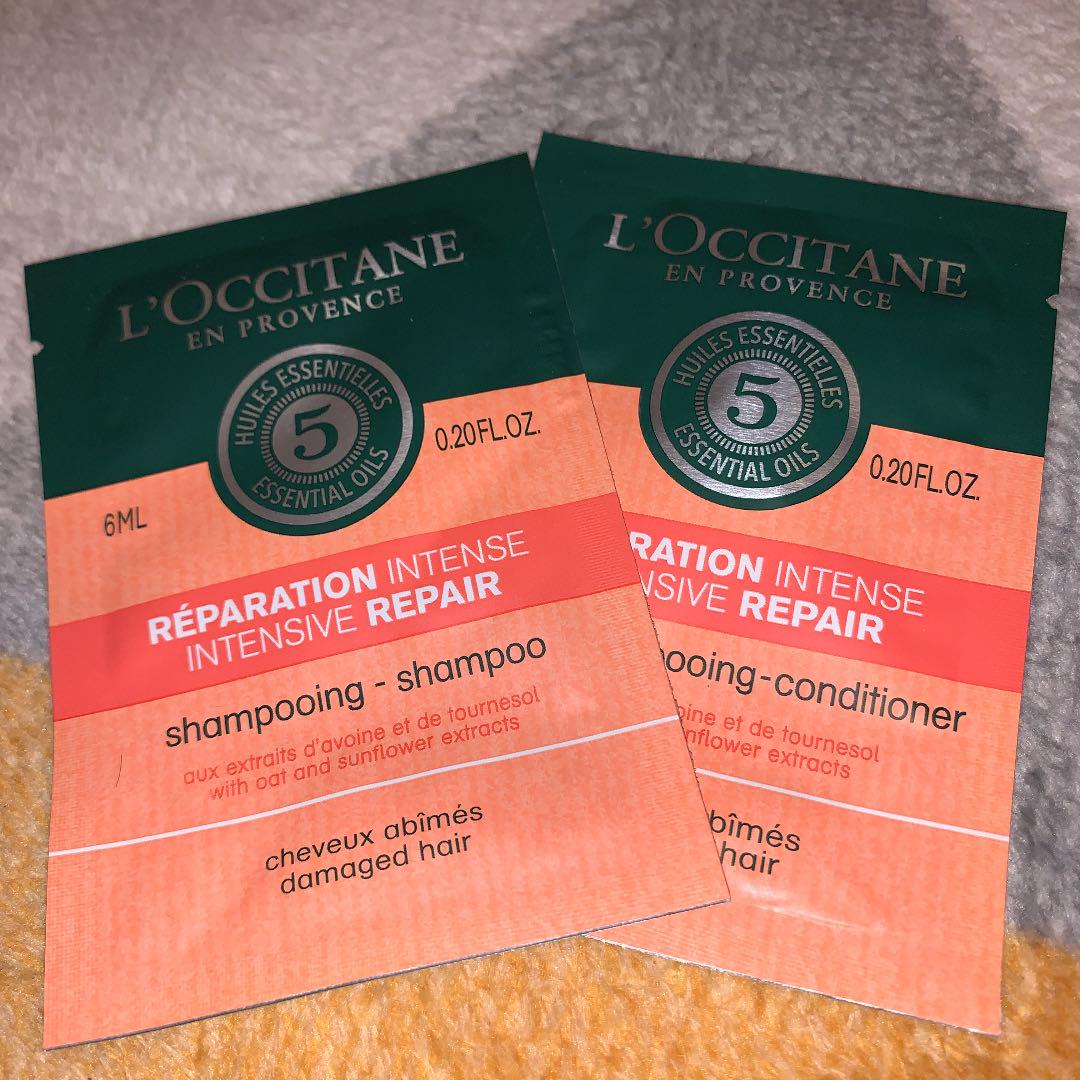 L'OCCITANE
EN PROVENCE
HUILES ESSENTIELLES
5
ESSENTIAL OILS
6ML
0.20FL.OZ.
RÉPARATION INTENSE
INTENSIVE REPAIR
shampooing - shampoo
aux extraits d'avoine et de tournesol
with oat and sunflower extracts
cheveux abîmés
damaged hair
L'OCCITANE
EN PROVENCE
HUILES ESSENTIELLES
5
ESSENTIAL OILS
0.20FL.OZ.
RATION INTENSE
NSIVE REPAIR
ooing-conditioner
oine et de tournesol
nflower extracts
bîmés
hair